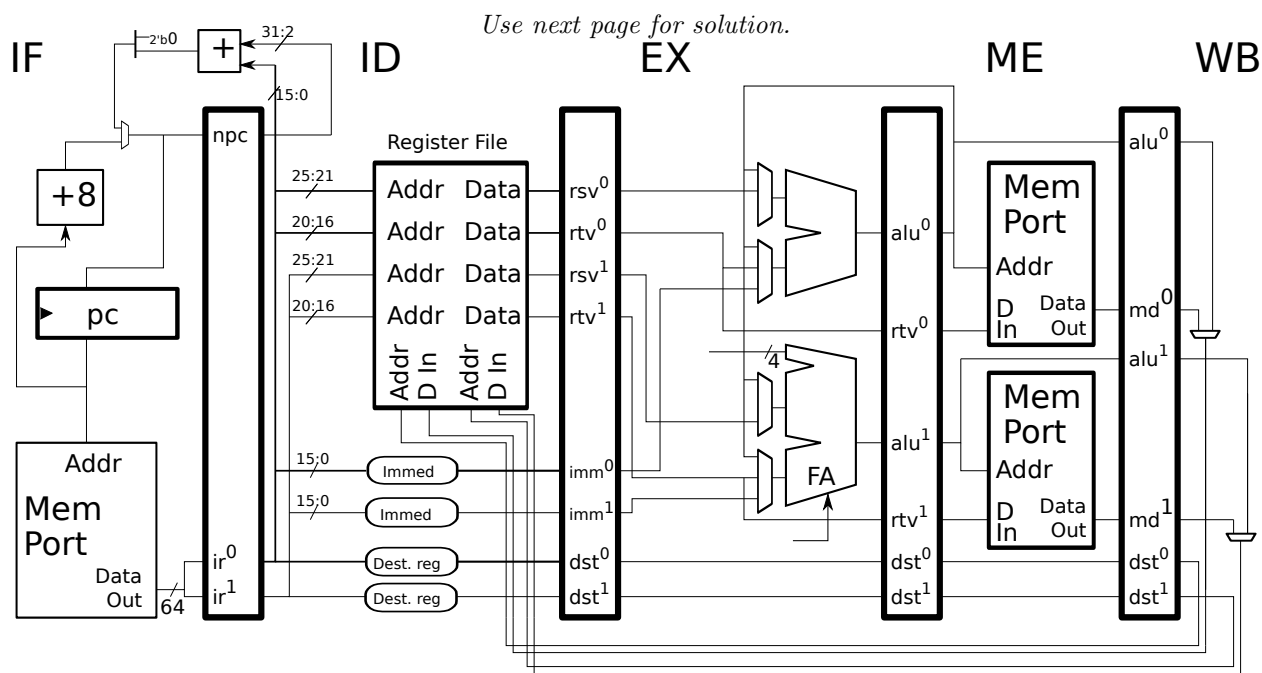 Use next page for solution.
IF
ID
EX
ME
WB
2'b0
+
31:2
15:0
npc
+8
pc
Addr
Mem
Port
Data
Out
64
ir0
ir1
Register File
25:21
Addr
Data
20:16
Addr
Data
25:21
Addr
Data
20:16
Addr
Data
Addr
D In
Addr
D In
15:0
Immed
15:0
Immed
Dest. reg
Dest. reg
rsv0
rtv0
rsv1
rtv1
imm0
imm1
dst0
dst1
4
FA
alu0
rtv0
alu1
rtv1
dst0
dst1
Mem
Port
Addr
D
In
Data
Out
Mem
Port
Addr
D
In
Data
Out
alu0
md0
alu1
md1
dst0
dst1